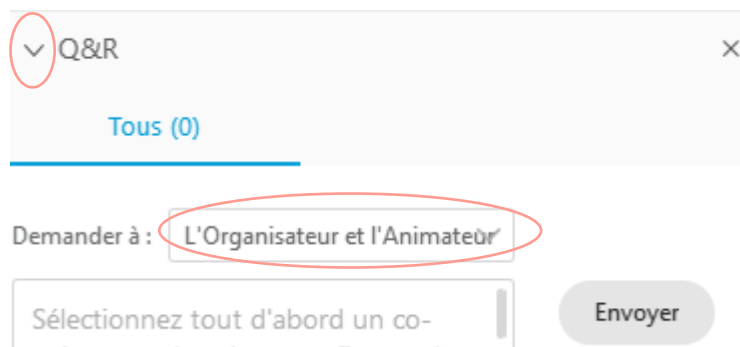 Q&R
Tous (0)
Demander à :
L'Organisateur et l'Animateur
Sélectionnez tout d'abord un co-
Envoyer